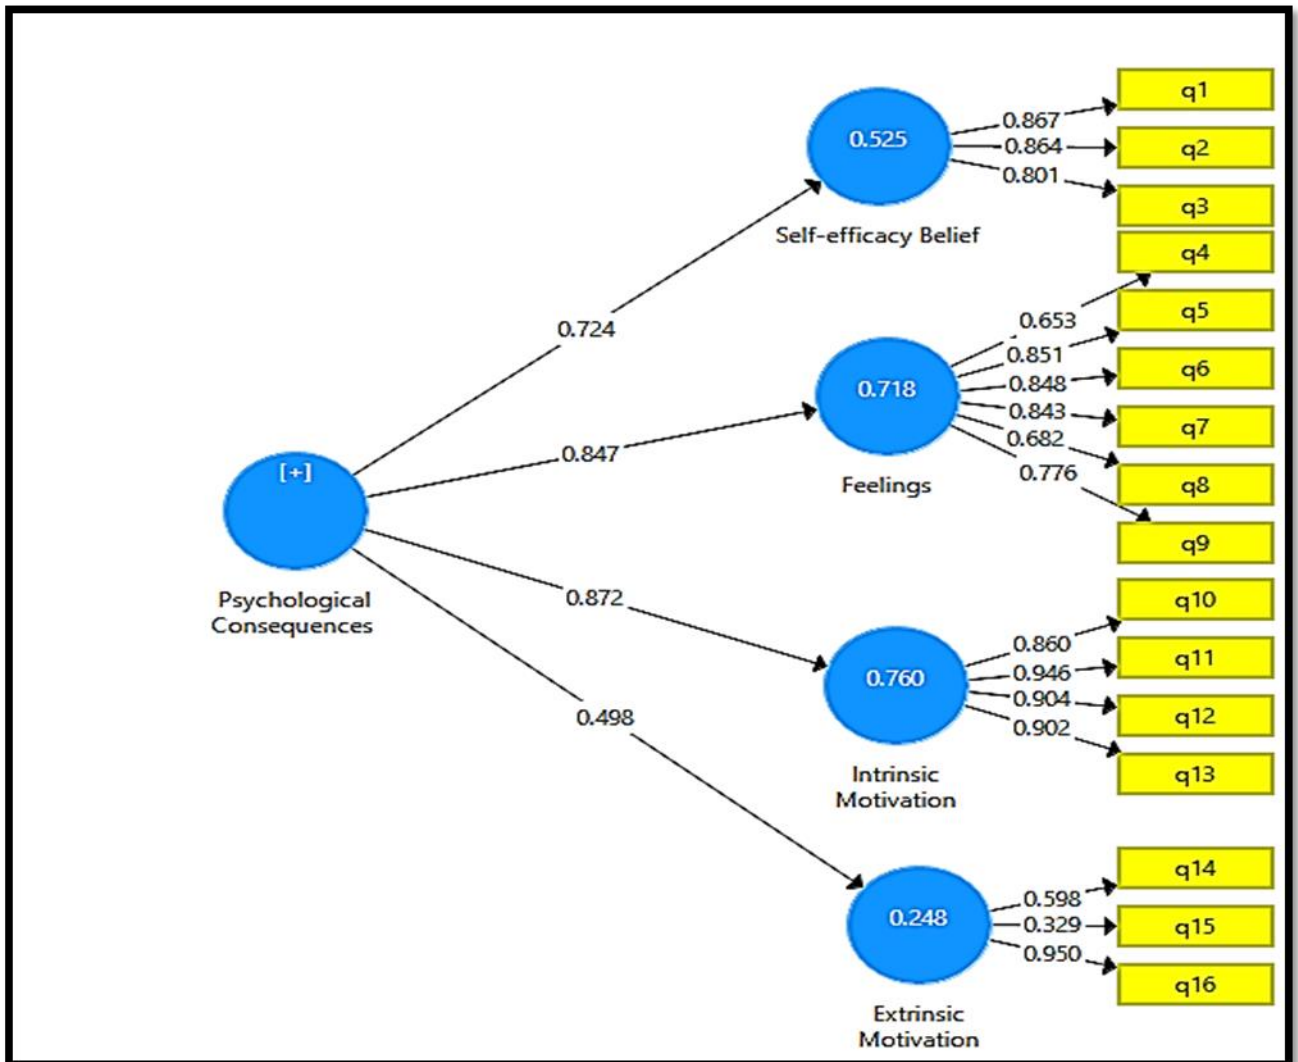 q1
0.867
0.525
0.864
q2
0.801
q3
Self-efficacy Belief
q4
q5
0.653
0.724
0.851
q6
0.848
0.718
0.843
q7
0.682
0.847
0.776
[+]
Feelings
q8
q9
0.872
q10
Psychological
Consequences
0.860
q11
0.946
0.760
0.904
q12
0.498
0.902
q13
Intrinsic
Motivation
q14
0.598
0.248
0.329
q15
0.950
q16
Extrinsic
Motivation